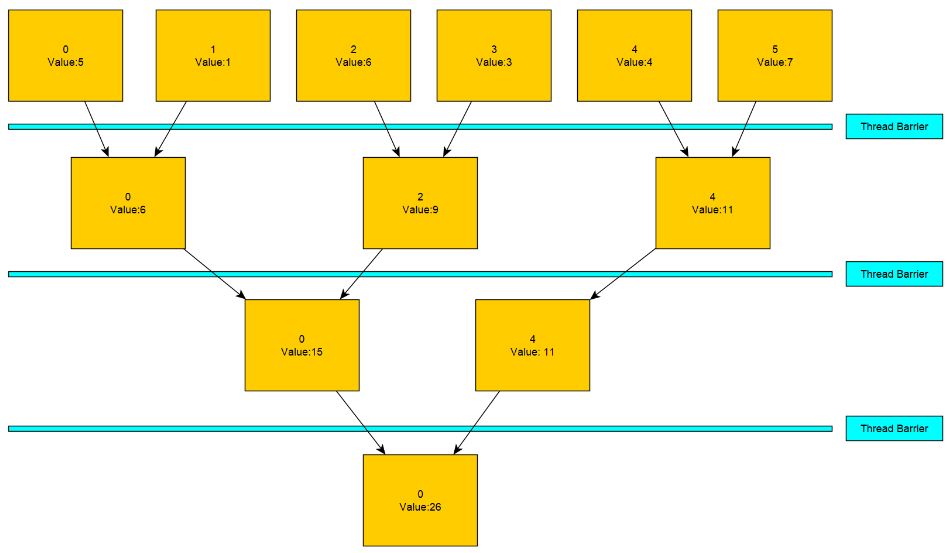 0
Value:5
1
Value:1
2
Value:6
3
Value:3
4
Value:4
5
Value:7
Thread Barrier
0
Value:6
2
Value:9
4
Value:11
Thread Barrier
0
Value:15
4
Value: 11
Thread Barrier
0
Value:26